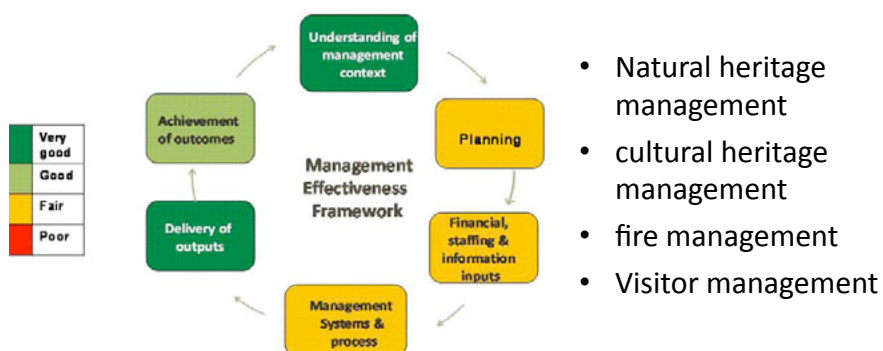 Very
good
Good
Fair
Poor
Understanding of
management
context
Planning
Financial,
staffing &
information
inputs
Management
Systems &
process
Delivery of
outputs
Achievement
of outcomes
Management
Effectiveness
Framework
• Natural heritage
management
• cultural heritage
management
• fire management
• Visitor management